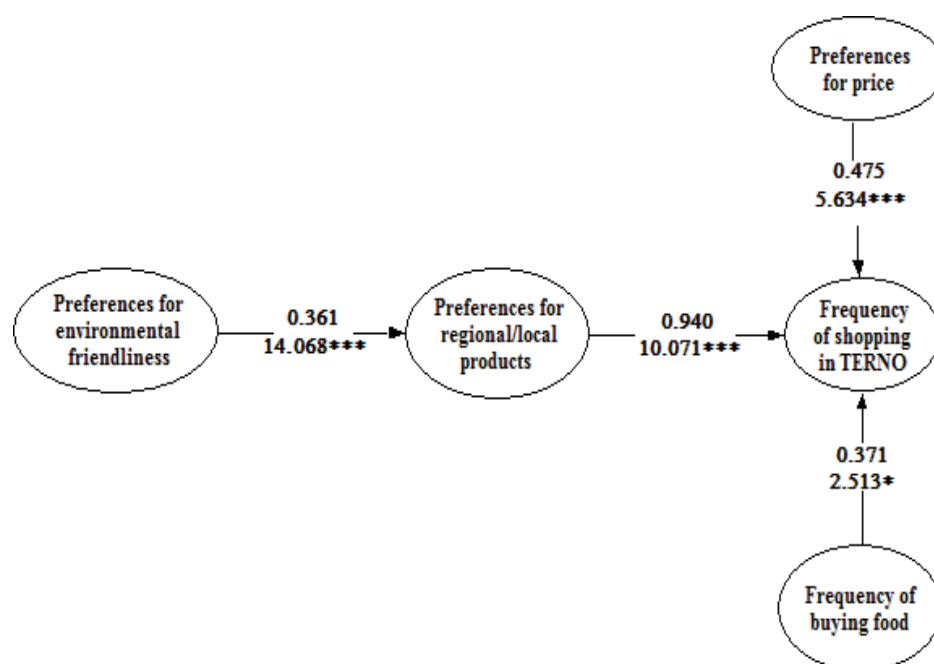 Preferences
for price
0.475
5.634***
Preferences for
environmental
friendliness
0.361
14.068***
Preferences for
regional/local
products
0.940
10.071***
Frequency
of shopping
in TERNO
0.371
2.513*
Frequency of
buying food